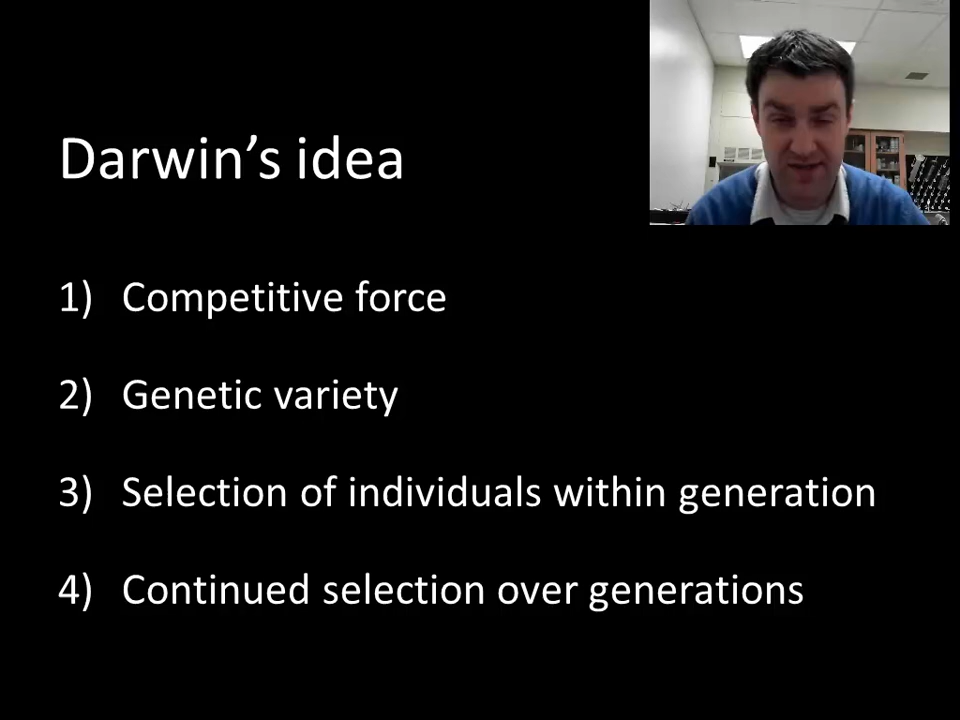 Darwin’s idea
1) Competitive force
2) Genetic variety
3) Selection of individuals within generation
4) Continued selection over generations